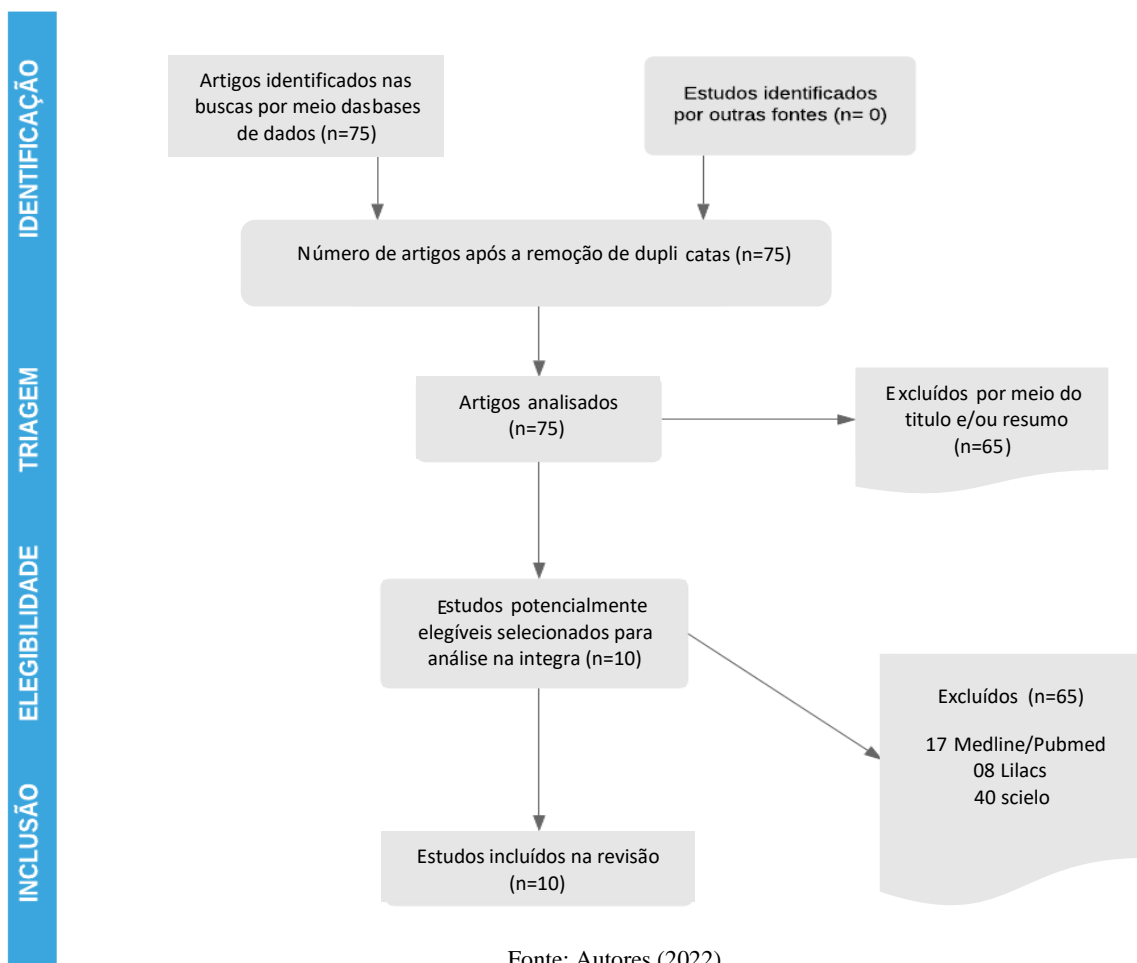 IDENTIFICAÇÃO
Artigos identificados nas
buscas por meio dasbases
de dados (n=75)
Estudos identificados
por outras fontes (n= 0)
Número de artigos após a remoção de dupli catas (n=75)
TRIAGEM
Artigos analisados
(n=75)
Excluídos por meio do
titulo e/ou resumo
(n=65)
ELEGIBILIDADE
Estudos potencialmente
elegíveis selecionados para
análise na integra (n=10)
Excluídos (n=65)
17 Medline/Pubmed
08 Lilacs
40 scielo
INCLUSÃO
Estudos incluídos na revisão
(n=10)
Fonte: Autores (2022)